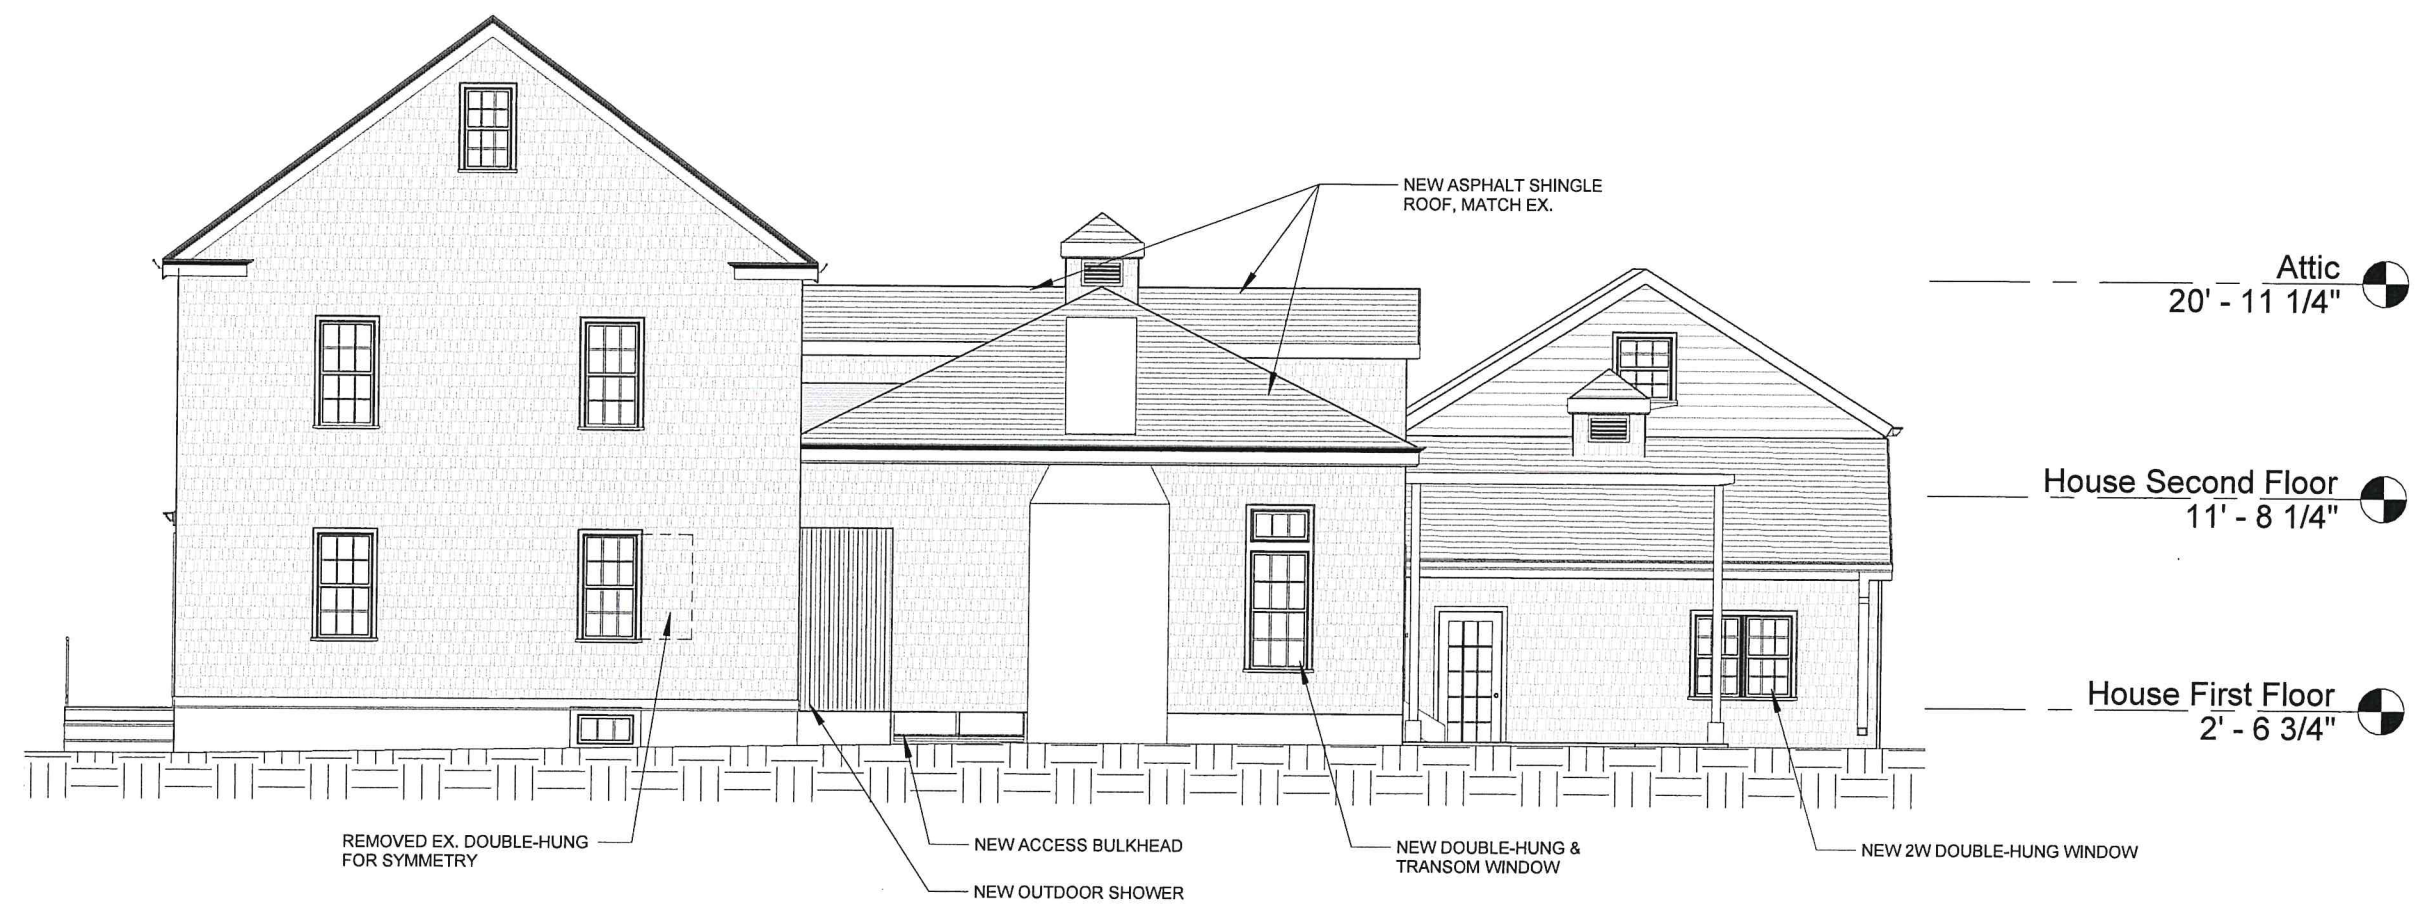 NEW ASPHALT SHINGLE
ROOF, MATCH EX.
Attic
20' - 11 1/4"
House Second Floor
11' - 8 1/4"
House First Floor
2' - 6 3/4"
REMOVED EX. DOUBLE-HUNG
FOR SYMMETRY
NEW ACCESS BULKHEAD
NEW OUTDOOR SHOWER
NEW DOUBLE-HUNG &
TRANSOM WINDOW
NEW 2W DOUBLE-HUNG WINDOW